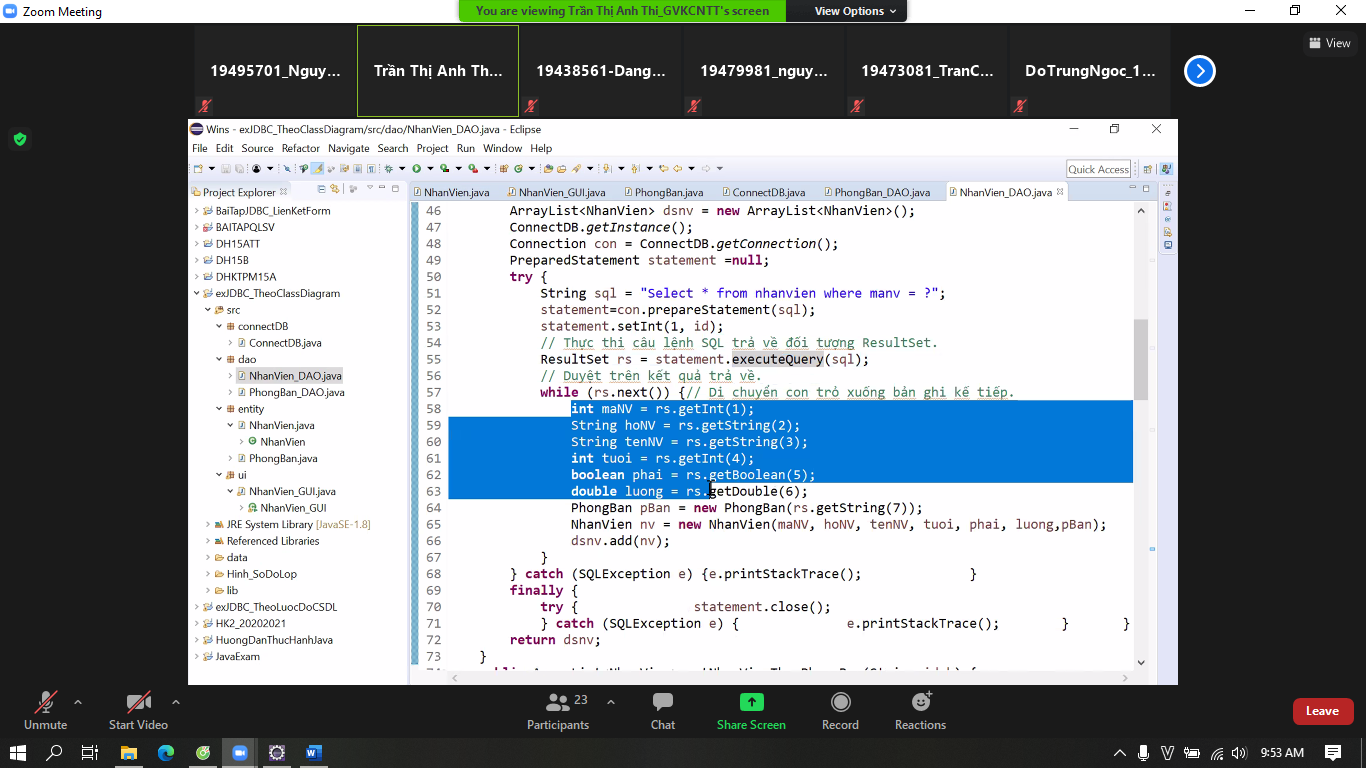 Zoom Meeting
You are viewing Trần Thị Anh Thi_GVKCNTT's screen
View Options
View
19495701_Nguy...
Trần Thị Anh Th...
19438561-Dang...
19479981_nguy...
19473081_TranC...
DoTrungNgoc_1...
Wins - exJDBC_TheoClassDiagram/src/dao/NhanVien_DAO.java - Eclipse
File Edit Source Refactor Navigate Search Project Run Window Help
Quick Access
Project Explorer
NhanVien.java
NhanVien_GUI.java
PhongBan.java
ConnectDB.java
PhongBan_DAO.java
NhanVien_DAO.java
BaiTapJDBC_LienKetForm
BAITAPQLSV
DH15ATT
DH15B
DHKTPM15A
exJDBC_TheoClassDiagram
src
connectDB
ConnectDB.java
dao
NhanVien_DAO.java
PhongBan_DAO.java
entity
NhanVien.java
NhanVien
PhongBan.java
ui
NhanVien_GUI.java
NhanVien_GUI
JRE System Library [JavaSE-1.8]
Referenced Libraries
data
Hinh_SoDoLop
lib
exJDBC_TheoLuocDoCSDL
HK2_20202021
HuongDanThucHanhJava
JavaExam
46 ArrayList<NhanVien> dsnv = new ArrayList<NhanVien>();
47 ConnectDB.getInstance();
48 Connection con = ConnectDB.getConnection();
49 PreparedStatement statement =null;
50 try {
51 String sql = "Select * from nhanvien where manv = ?";
52 statement=con.prepareStatement(sql);
53 statement.setInt(1, id);
54 // Thực thi câu lệnh SQL trả về đối tượng ResultSet.
55 ResultSet rs = statement.executeQuery(sql);
56 // Duyệt trên kết quả trả về.
57 while (rs.next()) {// Di chuyển con trỏ xuống bản ghi kế tiếp.
58 int maNV = rs.getInt(1);
59 String hoNV = rs.getString(2);
60 String tenNV = rs.getString(3);
61 int tuoi = rs.getInt(4);
62 boolean phai = rs.getBoolean(5);
63 double luong = rs.getDouble(6);
64 PhongBan pBan = new PhongBan(rs.getString(7));
65 NhanVien nv = new NhanVien(maNV, hoNV, tenNV, tuoi, phai, luong,pBan);
66 dsnv.add(nv);
67 }
68 } catch (SQLException e) {e.printStackTrace(); }
69 finally {
70 try { statement.close();
71 } catch (SQLException e) { e.printStackTrace(); } }
72 return dsnv;
73 }
Unmute
Start Video
Participants
23
Chat
Share Screen
Record
Reactions
Leave
9:53 AM